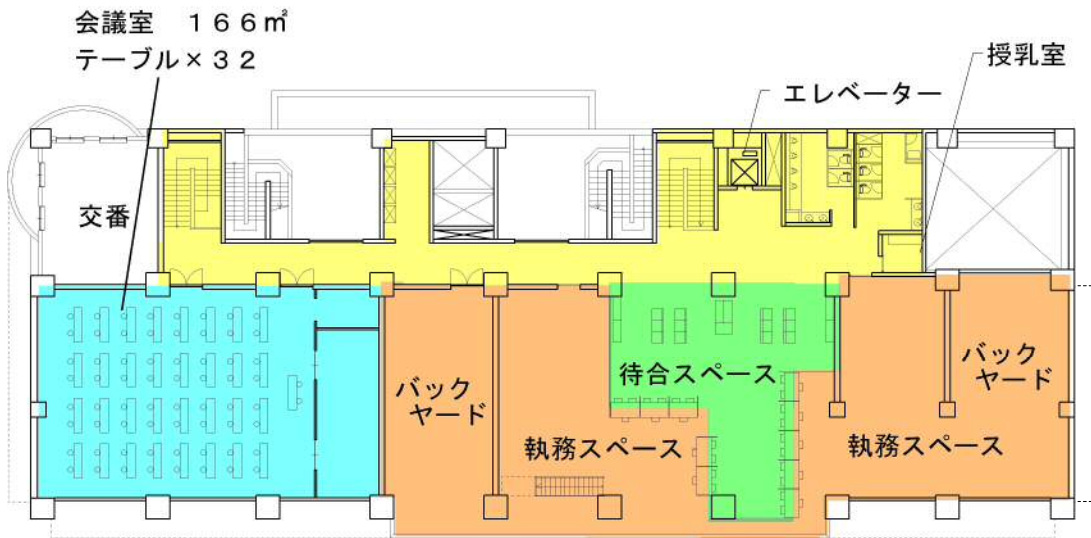 会議室　１６６㎡
テーブル×３２
授乳室
エレベーター
交番
待合スペース
バック
ヤード
バック
ヤード
執務スペース
執務スペース